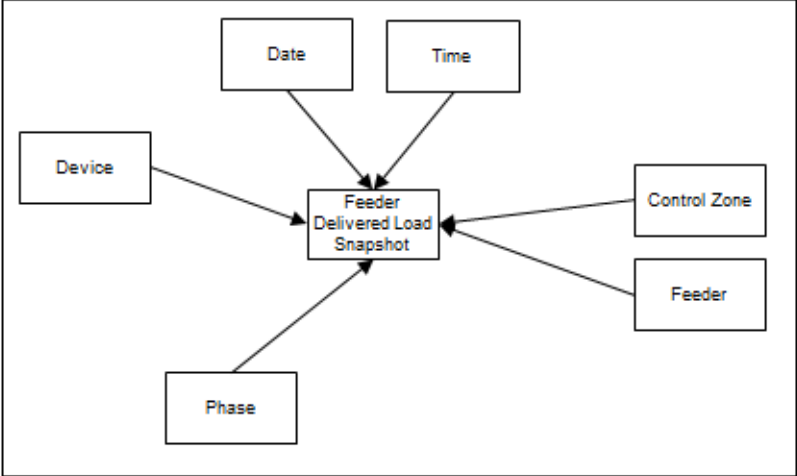 Date
Time
Device
Feeder
Delivered Load
Snapshot
Control Zone
Feeder
Phase